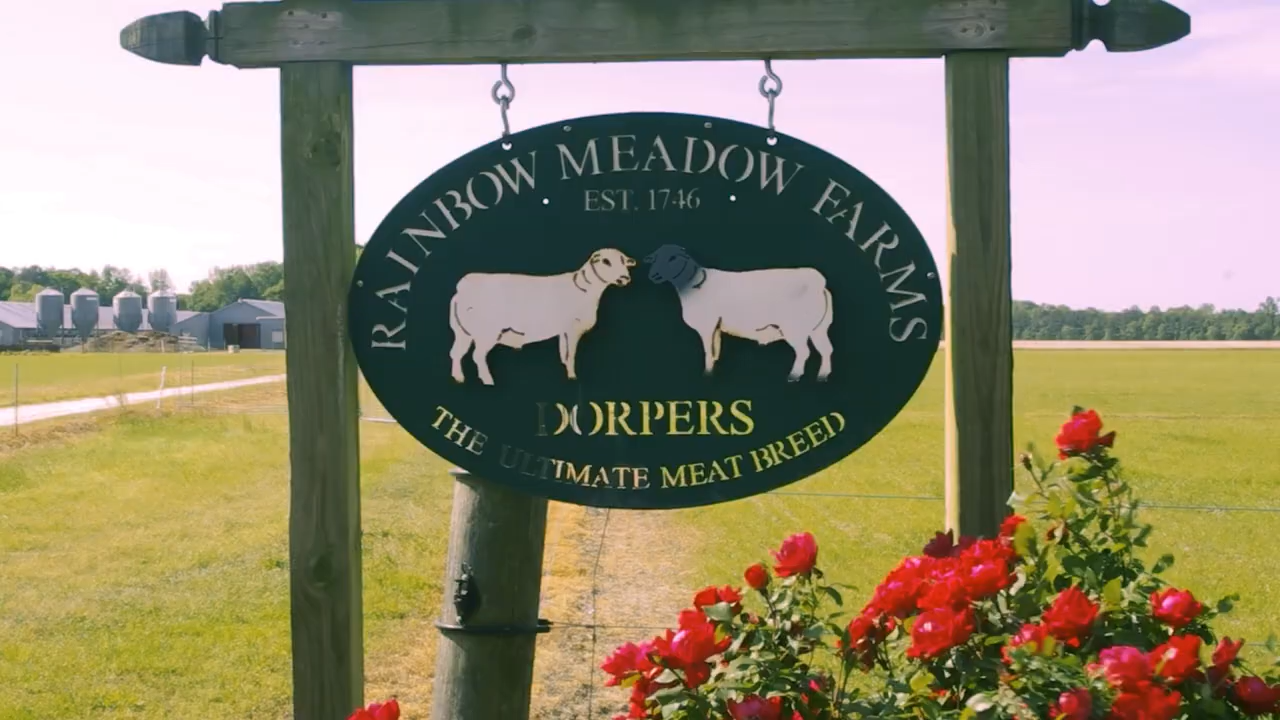 RAINBOW MEADOW FARMS
EST. 1746
DORPERS
THE ULTIMATE MEAT BREED